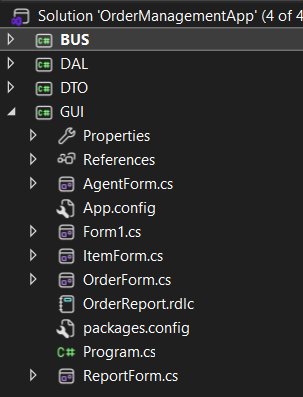 Solution 'OrderManagementApp' (4 of 4
C# BUS
C# DAL
C# DTO
C# GUI
Properties
References
AgentForm.cs
App.config
Form1.cs
ItemForm.cs
OrderForm.cs
OrderReport.rdlc
packages.config
C# Program.cs
ReportForm.cs